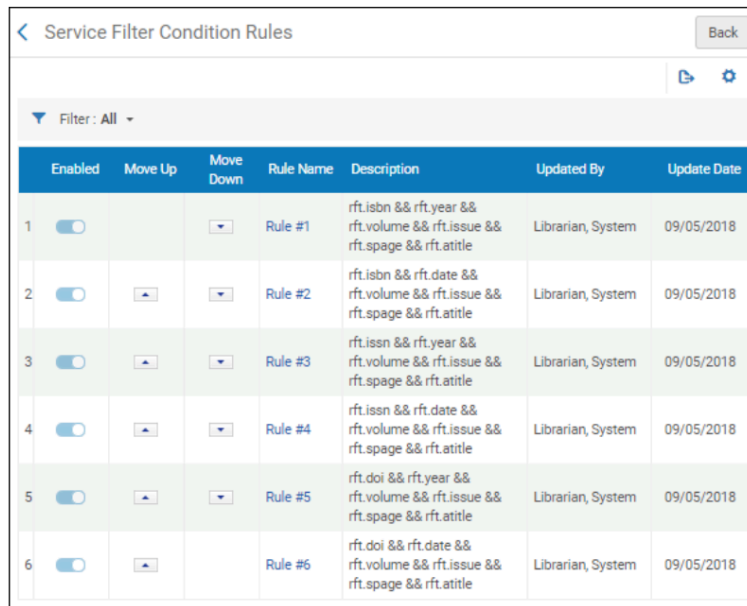 Service Filter Condition Rules
Back
Filter : All
Enabled Move Up Move Down Rule Name Description Updated By Update Date
1 Rule #1 rft.isbn && rft.year && Librarian, System 09/05/2018
rft.volume && rft.issue &&
rft.spage && rft.atitle
2 Rule #2 rft.isbn && rft.date && Librarian, System 09/05/2018
rft.volume && rft.issue &&
rft.spage && rft.atitle
3 Rule #3 rft.issn && rft.year && Librarian, System 09/05/2018
rft.volume && rft.issue &&
rft.spage && rft.atitle
4 Rule #4 rft.issn && rft.date && Librarian, System 09/05/2018
rft.volume && rft.issue &&
rft.spage && rft.atitle
5 Rule #5 rft.doi && rft.year && Librarian, System 09/05/2018
rft.volume && rft.issue &&
rft.spage && rft.atitle
6 Rule #6 rft.doi && rft.date && Librarian, System 09/05/2018
rft.volume && rft.issue &&
rft.spage && rft.atitle